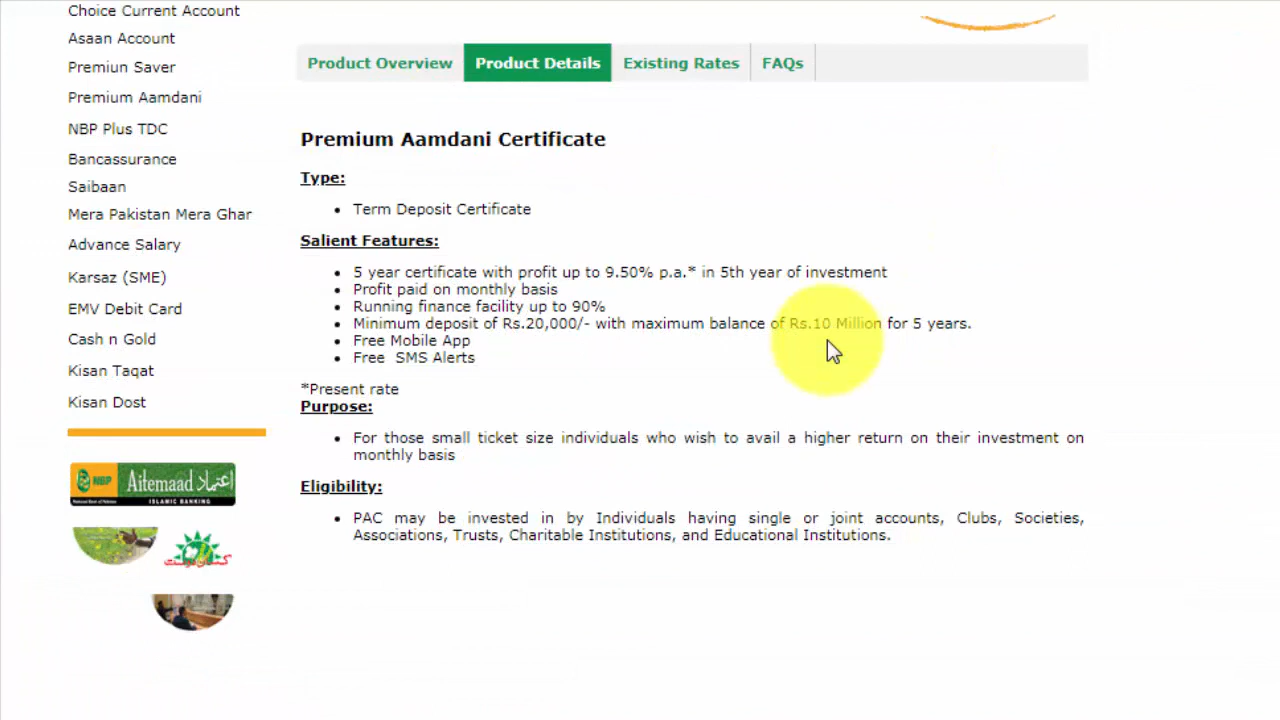 Choice Current Account
Asaan Account
Premiun Saver
Premium Aamdani
NBP Plus TDC
Bancassurance
Saibaan
Mera Pakistan Mera Ghar
Advance Salary
Karsaz (SME)
EMV Debit Card
Cash n Gold
Kisan Taqat
Kisan Dost
NBP
Aitemaad اعتماد
ISLAMIC BANKING
کسان دوست
Product Overview Product Details Existing Rates FAQs
Premium Aamdani Certificate
Type:
• Term Deposit Certificate
Salient Features:
• 5 year certificate with profit up to 9.50% p.a.* in 5th year of investment
• Profit paid on monthly basis
• Running finance facility up to 90%
• Minimum deposit of Rs.20,000/- with maximum balance of Rs.10 Million for 5 years.
• Free Mobile App
• Free  SMS Alerts
*Present rate
Purpose:
• For those small ticket size individuals who wish to avail a higher return on their investment on
monthly basis
Eligibility:
• PAC may be invested in by Individuals having single or joint accounts, Clubs, Societies,
Associations, Trusts, Charitable Institutions, and Educational Institutions.